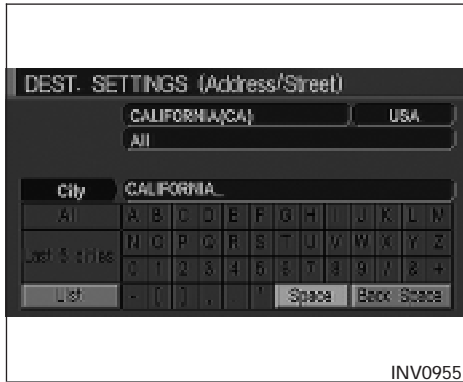 DEST. SETTINGS (Address/Street)
CALIFORNIA(CA) USA
All
City CALIFORNIA_
All A B C D E F G H I J K L M
Last 5 cities N O P Q R S T U V W X Y Z
0 1 2 3 4 5 6 7 8 9 / & +
List - ( ) , . ' Space Back Space
INV0955